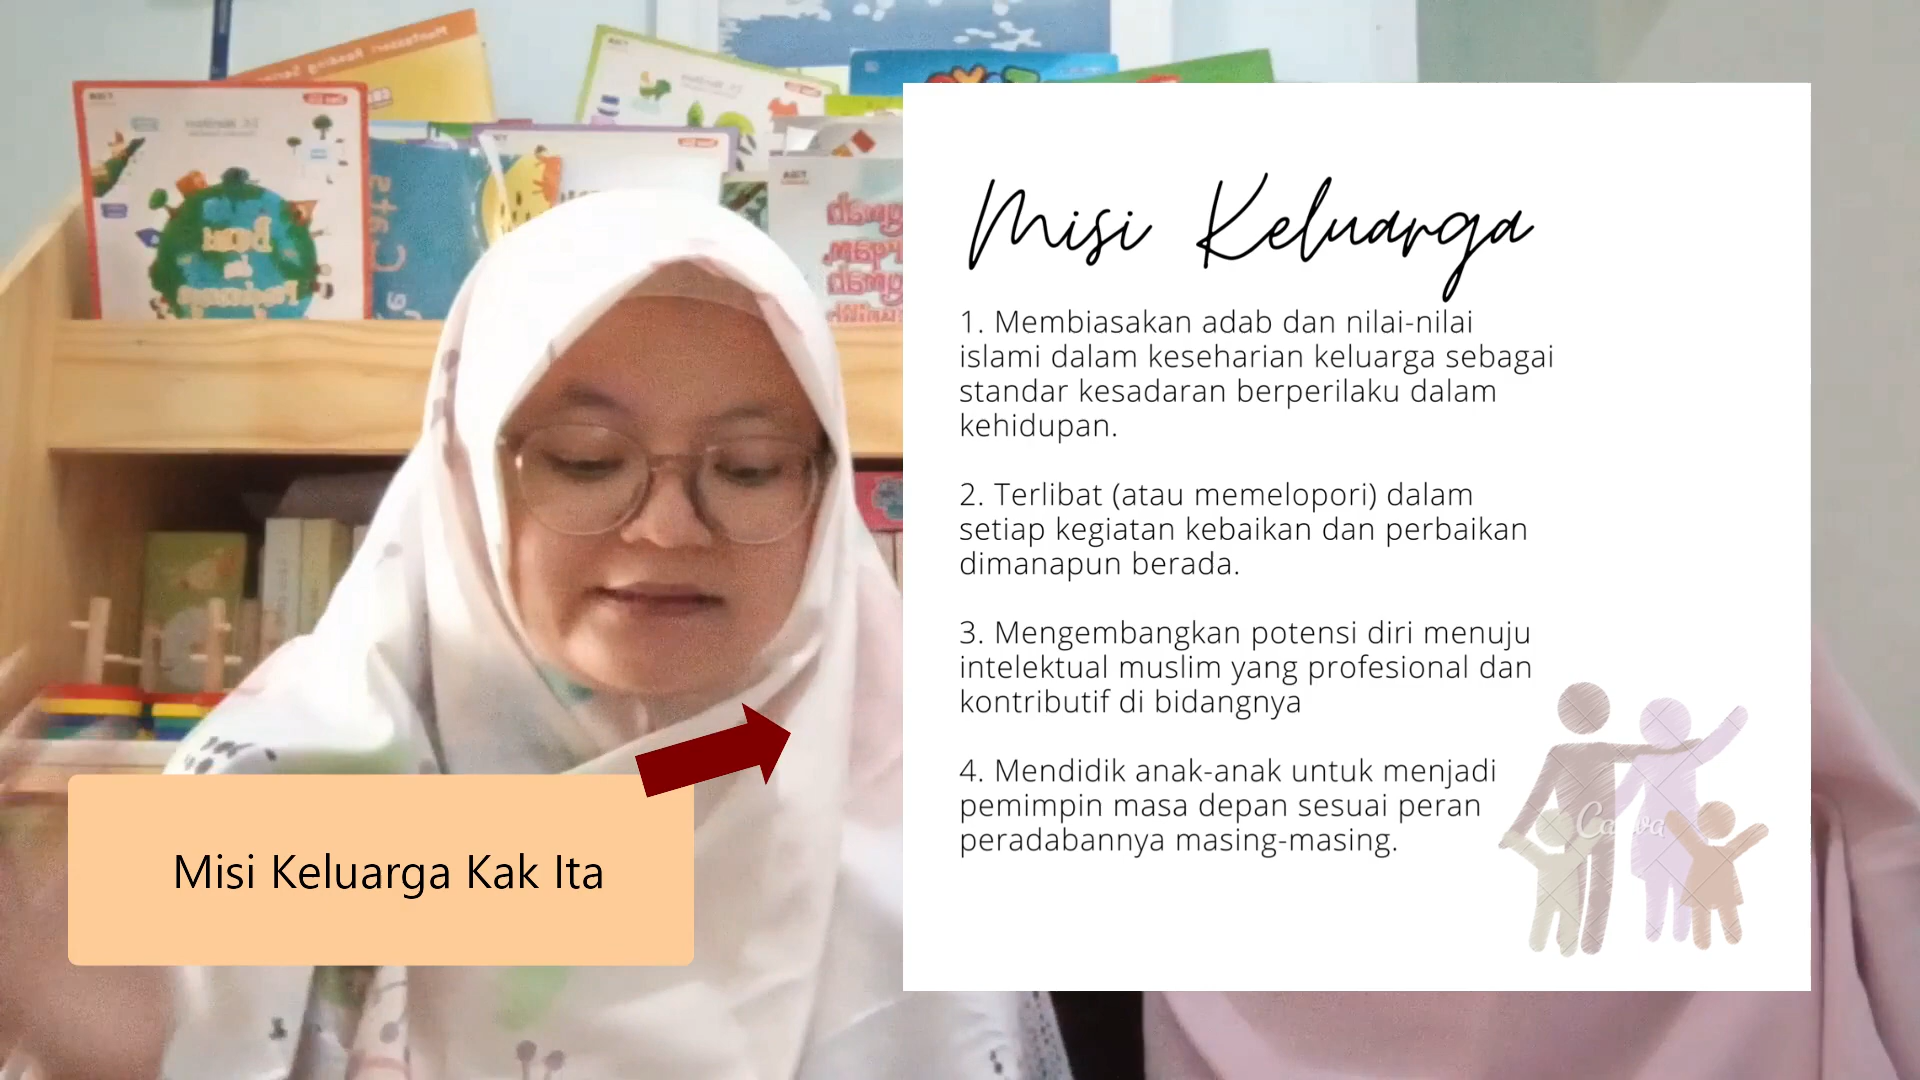 Misi Keluarga
1. Membiasakan adab dan nilai-nilai
islami dalam keseharian keluarga sebagai
standar kesadaran berperilaku dalam
kehidupan.
2. Terlibat (atau memelopori) dalam
setiap kegiatan kebaikan dan perbaikan
dimanapun berada.
3. Mengembangkan potensi diri menuju
intelektual muslim yang profesional dan
kontributif di bidangnya
4. Mendidik anak-anak untuk menjadi
pemimpin masa depan sesuai peran
peradabannya masing-masing.
Canva
Misi Keluarga Kak Ita